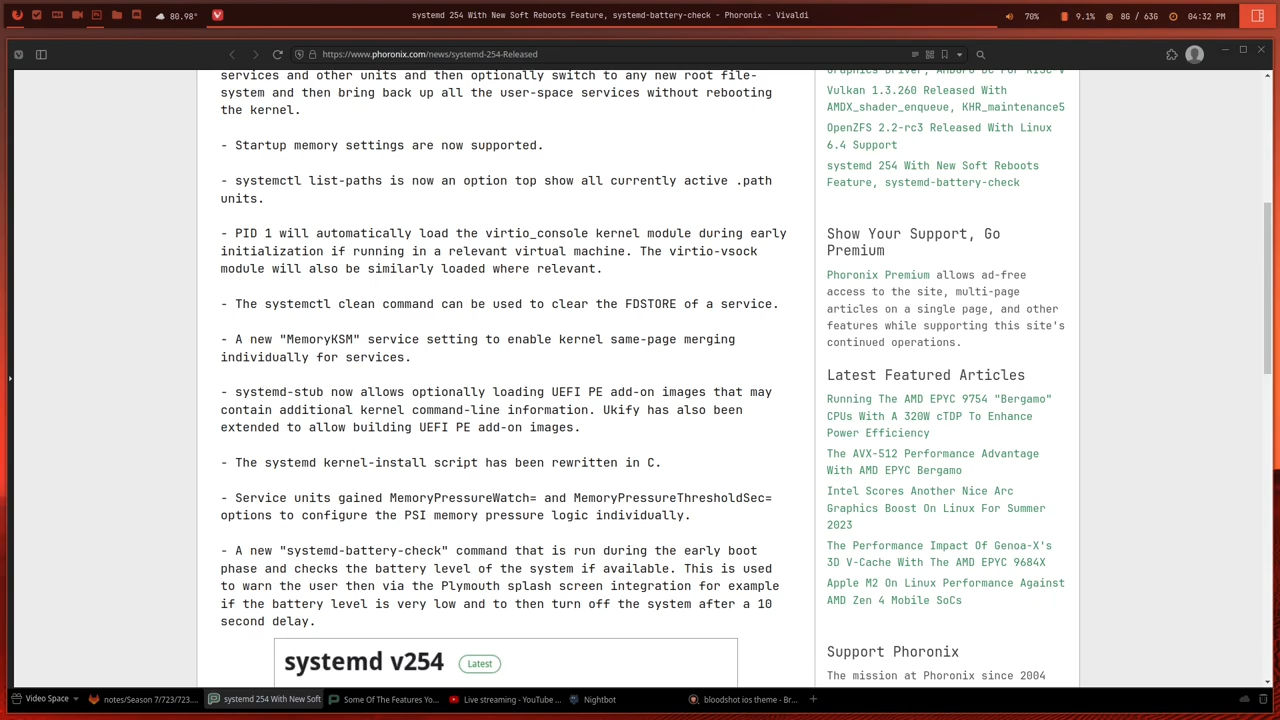 80.98°
systemd 254 With New Soft Reboots Feature, systemd-battery-check - Phoronix - Vivaldi
70%
9.1%
8G / 63G
04:32 PM
https://www.phoronix.com/news/systemd-254-Released
services and other units and then optionally switch to any new root file-
system and then bring back up all the user-space services without rebooting
the kernel.
- Startup memory settings are now supported.
- systemctl list-paths is now an option top show all currently active .path
units.
- PID 1 will automatically load the virtio_console kernel module during early
initialization if running in a relevant virtual machine. The virtio-vsock
module will also be similarly loaded where relevant.
- The systemctl clean command can be used to clear the FDSTORE of a service.
- A new "MemoryKSM" service setting to enable kernel same-page merging
individually for services.
- systemd-stub now allows optionally loading UEFI PE add-on images that may
contain additional kernel command-line information. Ukify has also been
extended to allow building UEFI PE add-on images.
- The systemd kernel-install script has been rewritten in C.
- Service units gained MemoryPressureWatch= and MemoryPressureThresholdSec=
options to configure the PSI memory pressure logic individually.
- A new "systemd-battery-check" command that is run during the early boot
phase and checks the battery level of the system if available. This is used
to warn the user then via the Plymouth splash screen integration for example
if the battery level is very low and to then turn off the system after a 10
second delay.
systemd v254
Latest
Vulkan 1.3.260 Released With
AMDX_shader_enqueue, KHR_maintenance5
OpenZFS 2.2-rc3 Released With Linux
6.4 Support
systemd 254 With New Soft Reboots
Feature, systemd-battery-check
Show Your Support, Go
Premium
Phoronix Premium allows ad-free
access to the site, multi-page
articles on a single page, and other
features while supporting this site's
continued operations.
Latest Featured Articles
Running The AMD EPYC 9754 "Bergamo"
CPUs With A 320W cTDP To Enhance
Power Efficiency
The AVX-512 Performance Advantage
With AMD EPYC Bergamo
Intel Scores Another Nice Arc
Graphics Boost On Linux For Summer
2023
The Performance Impact Of Genoa-X's
3D V-Cache With The AMD EPYC 9684X
Apple M2 On Linux Performance Against
AMD Zen 4 Mobile SoCs
Support Phoronix
The mission at Phoronix since 2004
Video Space
notes/Season 7/723/723...
systemd 254 With New Soft
Some Of The Features Yo...
Live streaming - YouTube ...
Nightbot
bloodshot ios theme - Br...